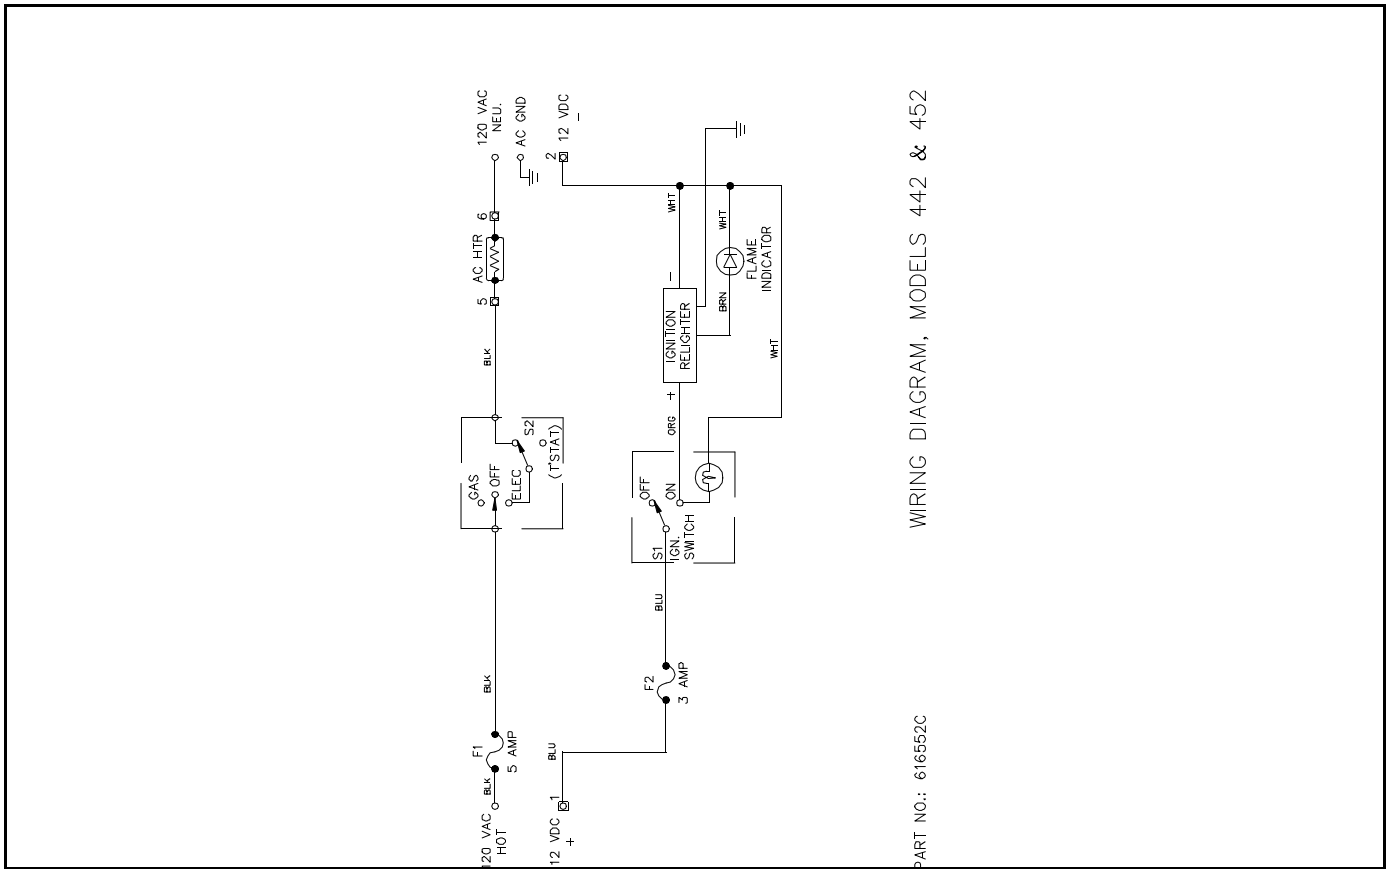 120 VAC
NEU.
AC GND
12 VDC
-
2
6
AC HTR
5
BLK
S2
(T'STAT)
GAS
OFF
ELEC
BLK
F1
5 AMP
BLK
120 VAC
HOT
12 VDC
+
1
BLU
F2
3 AMP
BLU
S1
IGN.
SWITCH
OFF
ON
ORG
+
IGNITION
RELIGHTER
-
WHT
WHT
BRN
FLAME
INDICATOR
WHT
WIRING DIAGRAM, MODELS 442 & 452
PART NO.: 616552C